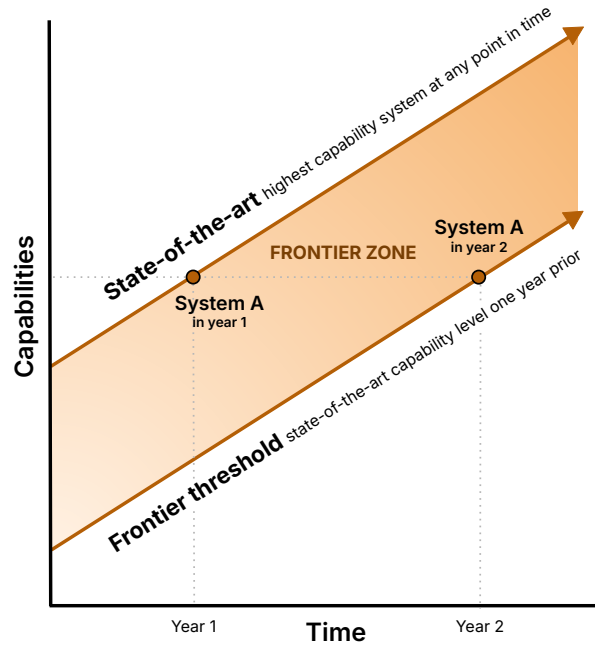 State-of-the-art highest capability system at any point in time
Capabilities
FRONTIER ZONE
System A
in year 1
System A
in year 2
Frontier threshold state-of-the-art capability level one year prior
Year 1
Time
Year 2